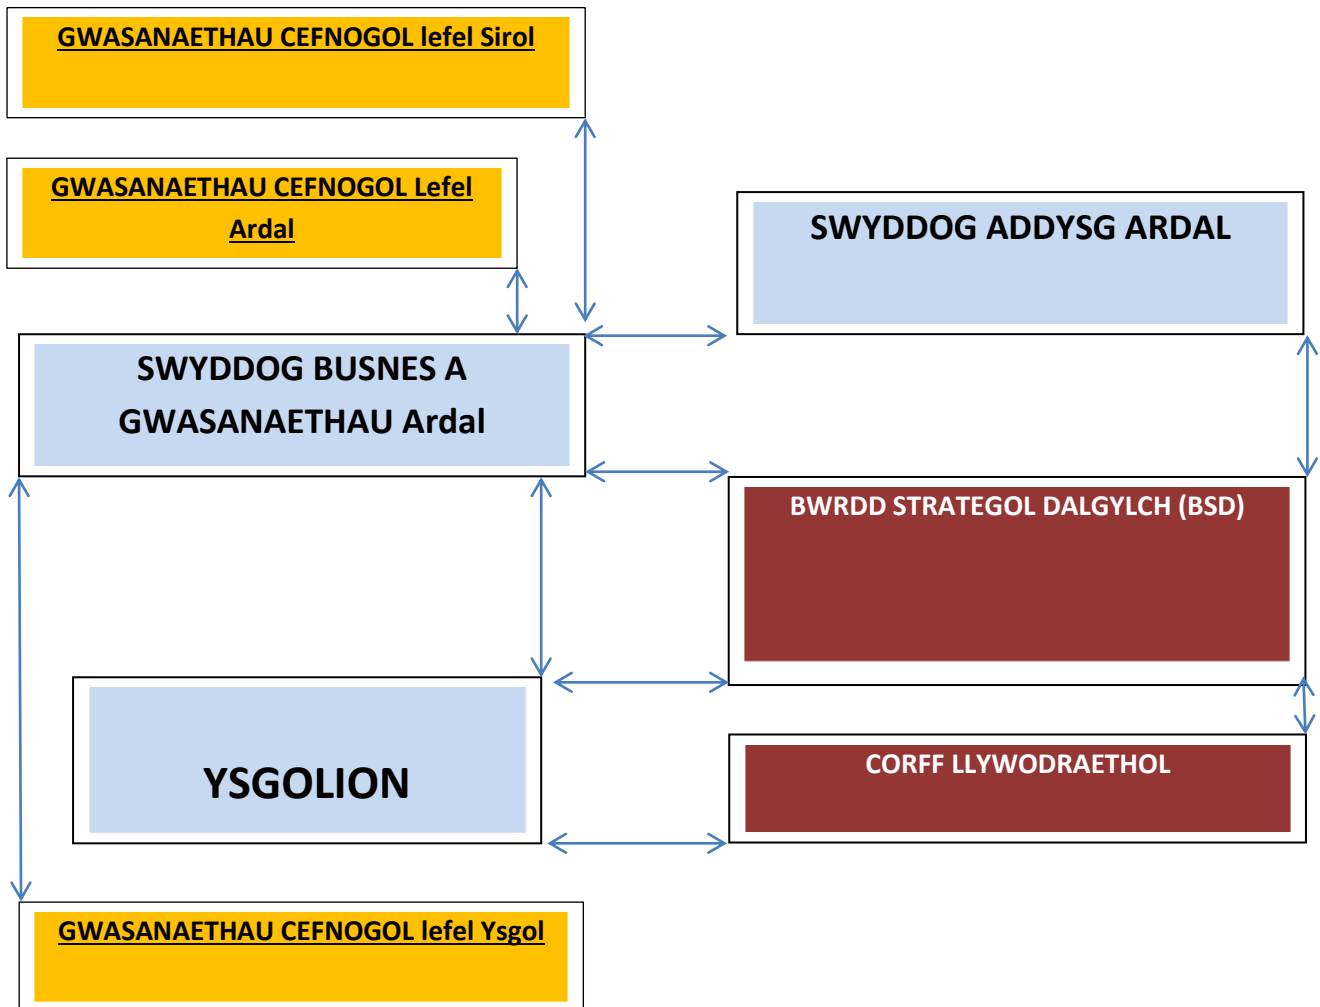 GWASANAETHAU CEFNOGOL lefel Sirol
GWASANAETHAU CEFNOGOL Lefel
Ardal
SWYDDOG ADDYSG ARDAL
SWYDDOG BUSNES A
GWASANAETHAU Ardal
BWRDD STRATEGOL DALGYLCH (BSD)
YSGOLION
CORFF LLYWODRAETHOL
GWASANAETHAU CEFNOGOL lefel Ysgol